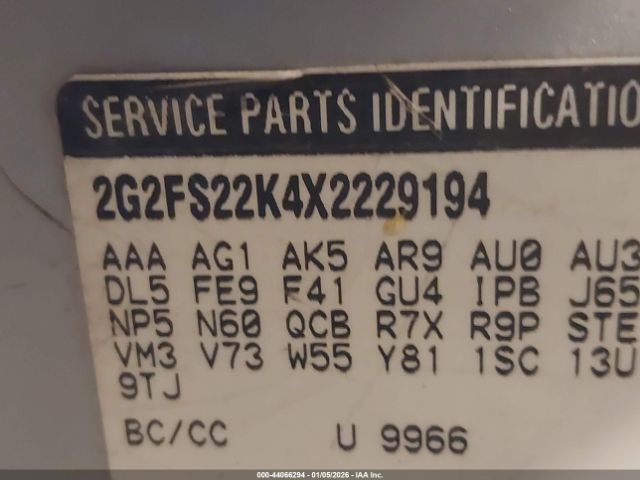 SERVICE PARTS IDENTIFICATIO
2G2FS22K4X2229194
AAA AG1 AK5 AR9 AU0 AU3
DL5 FE9 F41 GU4 IPB J65
NP5 N60 QCB R7X R9P STE
VM3 V73 W55 Y81 1SC 13U
9TJ
BC/CC U 9966
000-44066294 | 01/05/2026 - © IAA Inc.